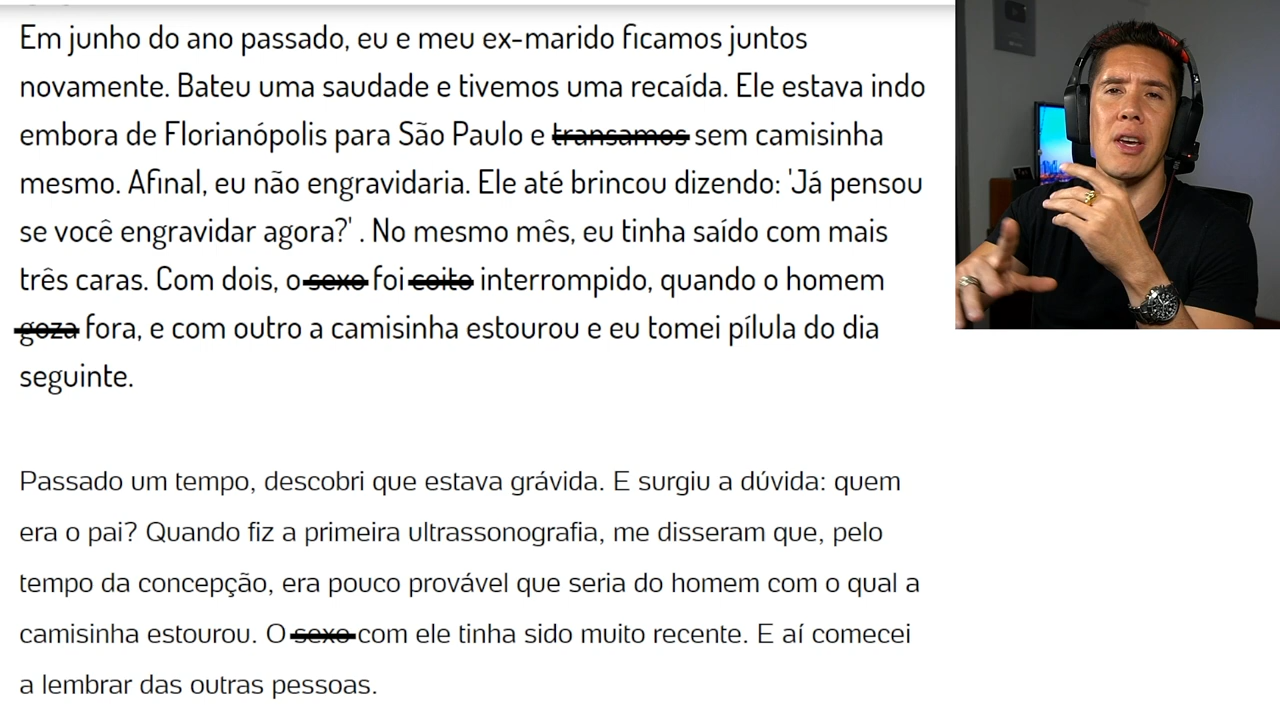 Em junho do ano passado, eu e meu ex-marido ficamos juntos
novamente. Bateu uma saudade e tivemos uma recaída. Ele estava indo
embora de Florianópolis para São Paulo e transamos sem camisinha
mesmo. Afinal, eu não engravidaria. Ele até brincou dizendo: 'Já pensou
se você engravidar agora?' . No mesmo mês, eu tinha saído com mais
três caras. Com dois, o sexo foi coito interrompido, quando o homem
goza fora, e com outro a camisinha estourou e eu tomei pílula do dia
seguinte.
Passado um tempo, descobri que estava grávida. E surgiu a dúvida: quem
era o pai? Quando fiz a primeira ultrassonografia, me disseram que, pelo
tempo da concepção, era pouco provável que seria do homem com o qual a
camisinha estourou. O sexo com ele tinha sido muito recente. E aí comecei
a lembrar das outras pessoas.